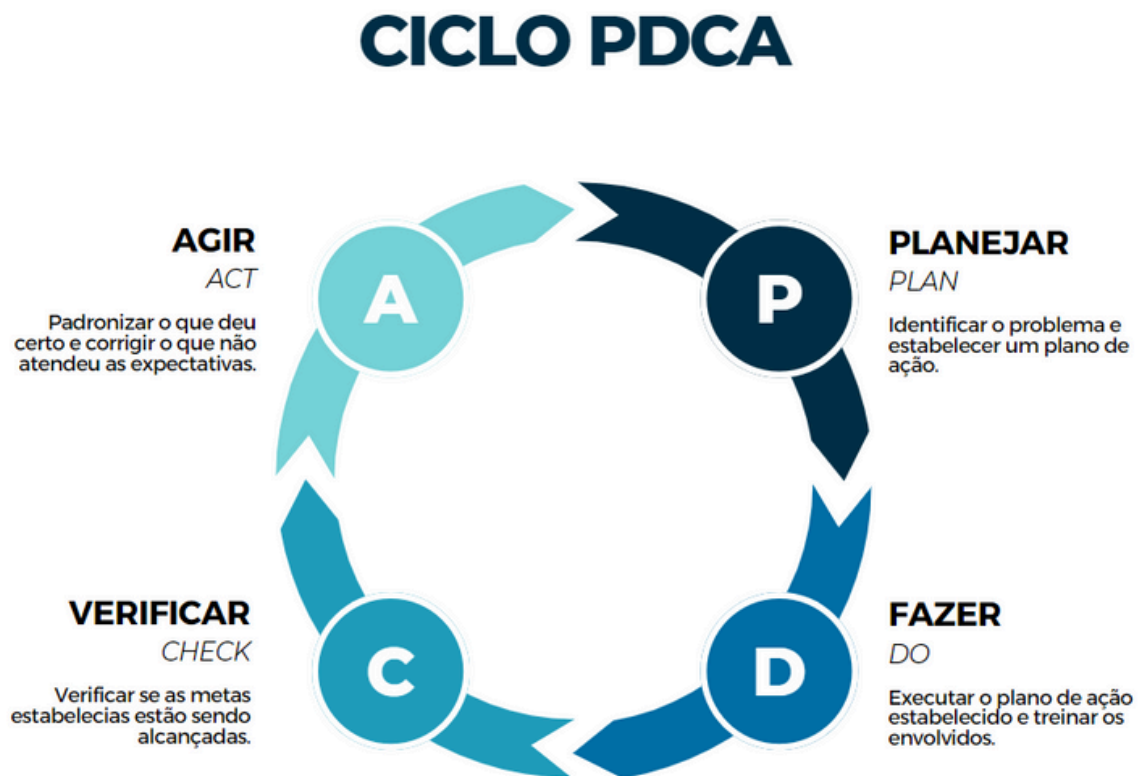 CICLO PDCA
AGIR
ACT
Padronizar o que deu
certo e corrigir o que não
atendeu as expectativas.
A
P
PLANEJAR
PLAN
Identificar o problema e
estabelecer um plano de
ação.
VERIFICAR
CHECK
Verificar se as metas
estabelecias estão sendo
alcançadas.
C
D
FAZER
DO
Executar o plano de ação
estabelecido e treinar os
envolvidos.